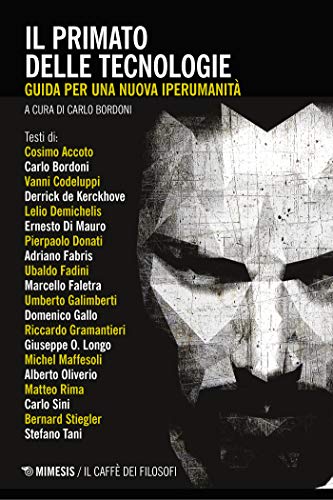 IL PRIMATO
DELLE TECNOLOGIE
GUIDA PER UNA NUOVA IPERUMANITÀ
A CURA DI CARLO BORDONI
Testi di:
Cosimo Accoto
Carlo Bordoni
Vanni Codeluppi
Derrick de Kerckhove
Lelio Demichelis
Ernesto Di Mauro
Pierpaolo Donati
Adriano Fabris
Ubaldo Fadini
Marcello Faletra
Umberto Galimberti
Domenico Gallo
Riccardo Gramantieri
Giuseppe O. Longo
Michel Maffesoli
Alberto Oliverio
Matteo Rima
Carlo Sini
Bernard Stiegler
Stefano Tani
MIMESIS / IL CAFFÈ DEI FILOSOFI